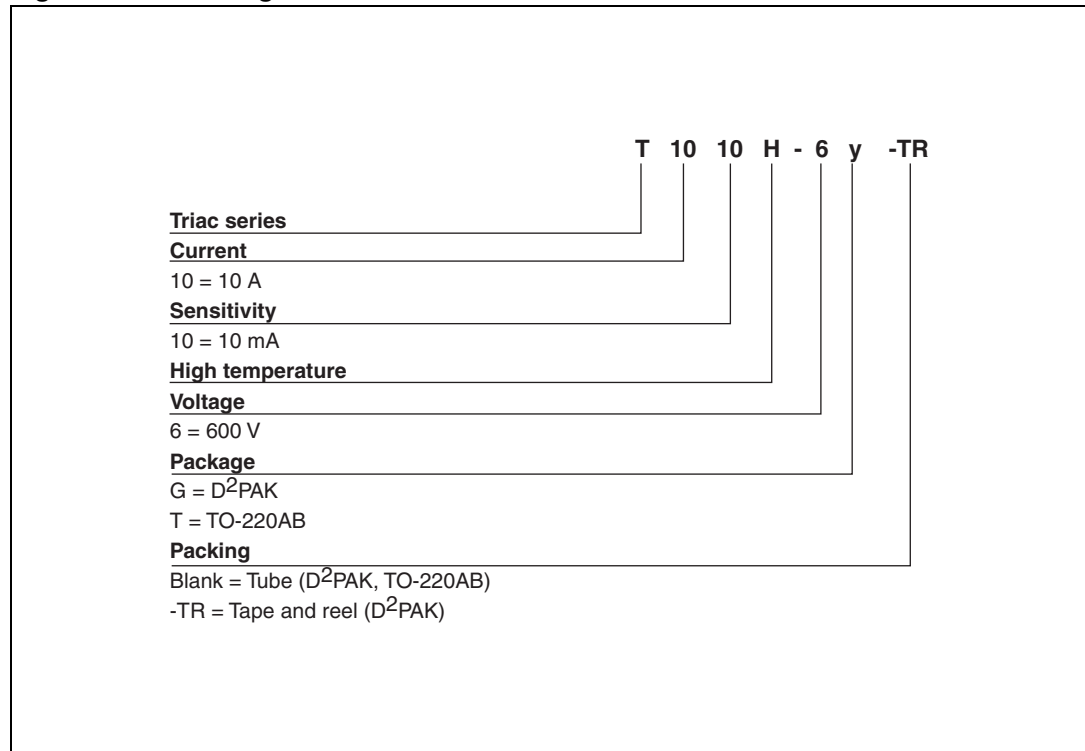 T 10 10 H - 6 y -TR
Triac series
Current
10 = 10 A
Sensitivity
10 = 10 mA
High temperature
Voltage
6 = 600 V
Package
G = D²PAK
T = TO-220AB
Packing
Blank = Tube (D²PAK, TO-220AB)
-TR = Tape and reel (D²PAK)